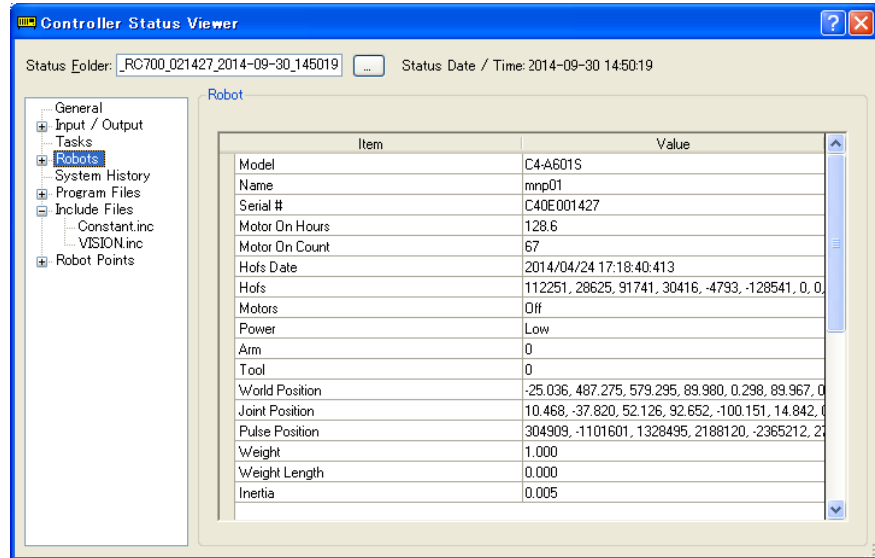 Controller Status Viewer
Status Folder: _RC700_021427_2014-09-30_145019 ... Status Date / Time: 2014-09-30 14:50:19
General
Input / Output
Tasks
Robots
System History
Program Files
Include Files
Constant.inc
VISION.inc
Robot Points
Robot
Item Value
Model C4-A601S
Name mnp01
Serial # C40E001427
Motor On Hours 128.6
Motor On Count 67
Hofs Date 2014/04/24 17:18:40:413
Hofs 112251, 28625, 91741, 30416, -4793, -128541, 0, 0,
Motors Off
Power Low
Arm 0
Tool 0
World Position -25.036, 487.275, 579.295, 89.980, 0.298, 89.967, 0
Joint Position 10.468, -37.820, 52.126, 92.652, -100.151, 14.842,
Pulse Position 304909, -1101601, 1328495, 2188120, -2365212,
Weight 1.000
Weight Length 0.000
Inertia 0.005